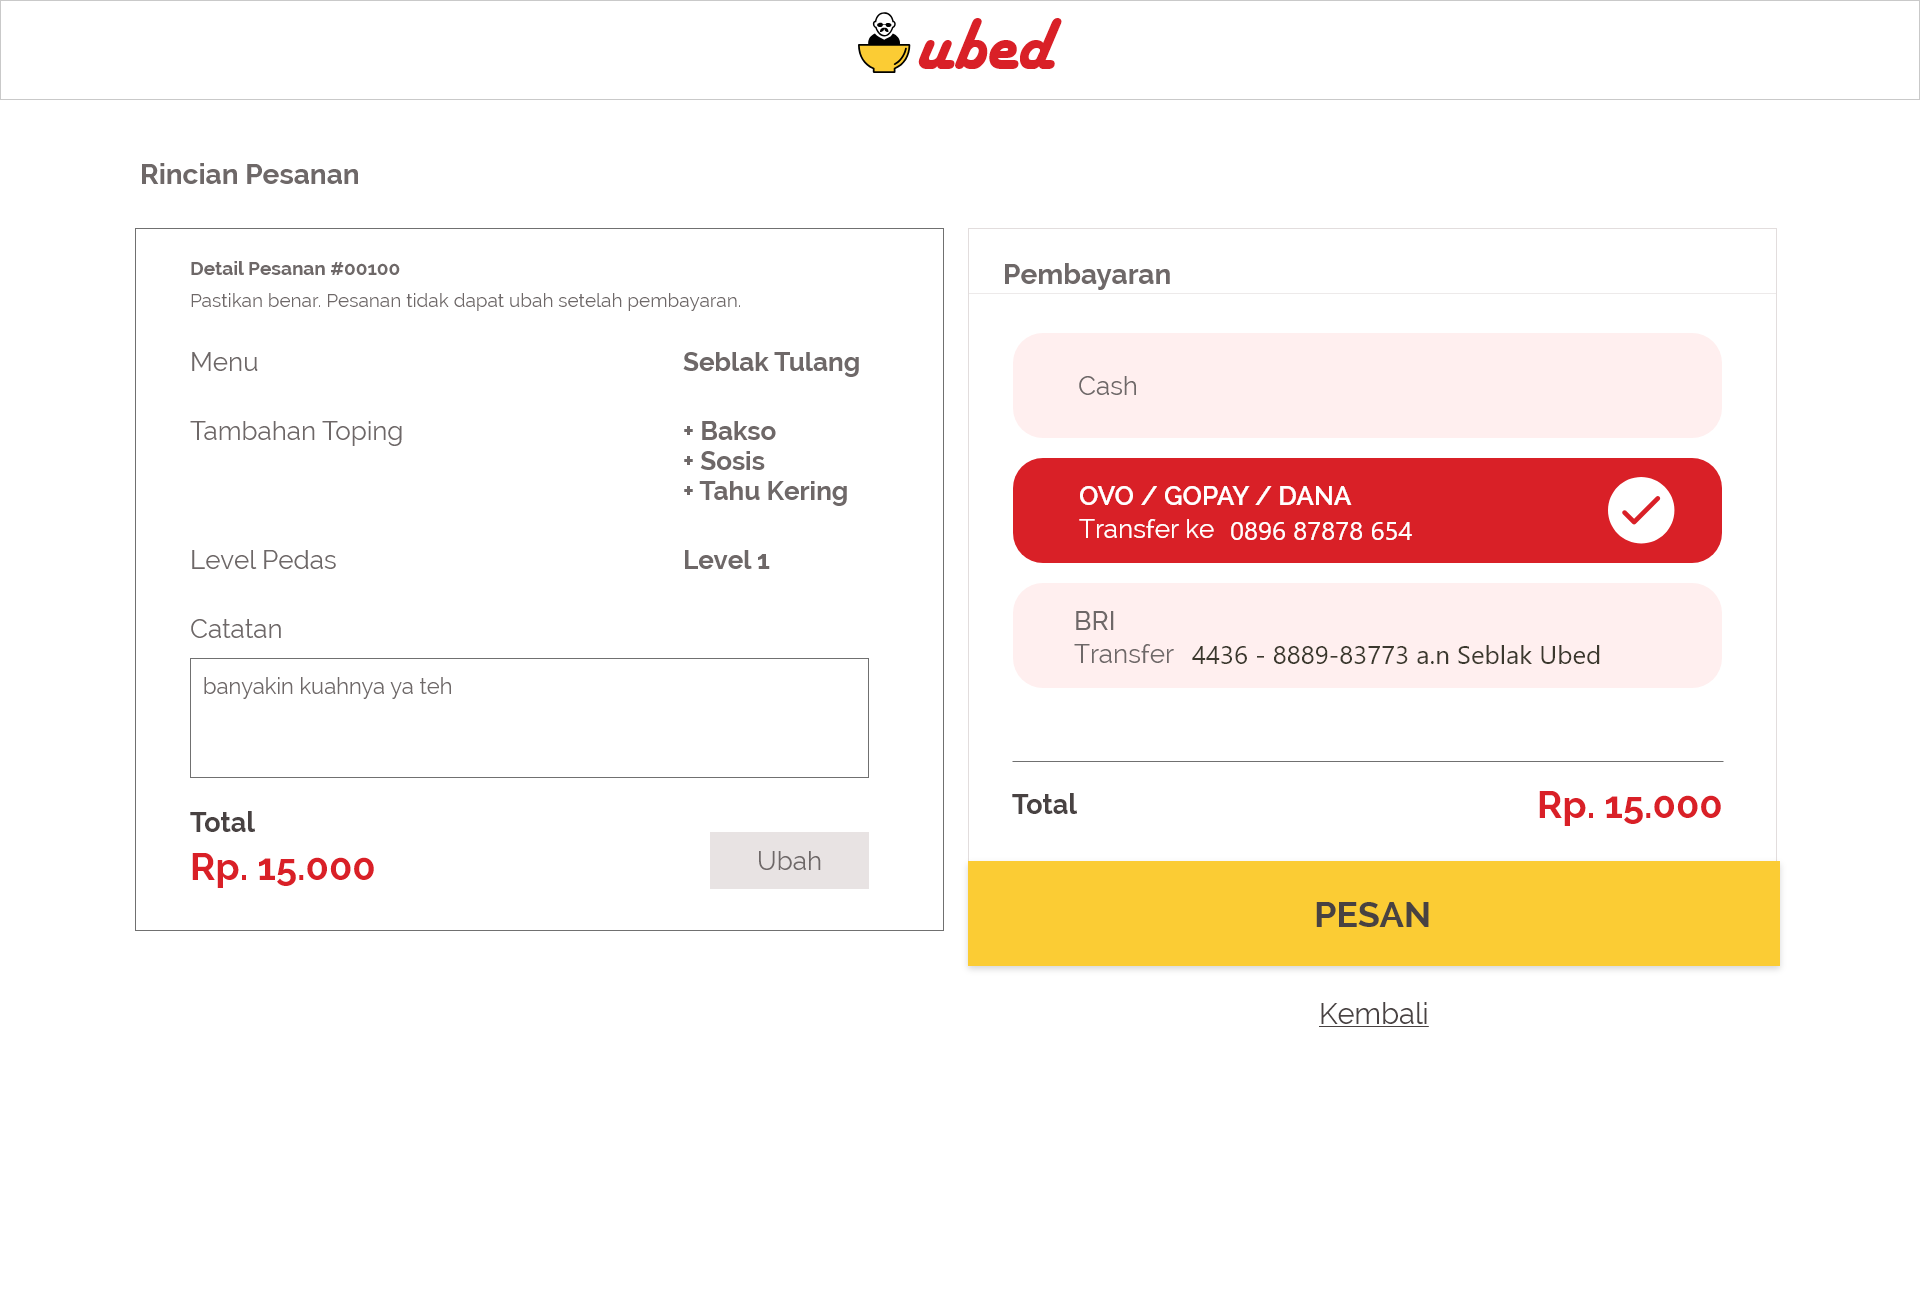 ubed
Rincian Pesanan
Detail Pesanan #00100
Pastikan benar. Pesanan tidak dapat ubah setelah pembayaran.
Menu Seblak Tulang
Tambahan Toping + Bakso
+ Sosis
+ Tahu Kering
Level Pedas Level 1
Catatan
banyakin kuahnya ya teh
Total
Rp. 15.000
Ubah
Pembayaran
Cash
OVO / GOPAY / DANA
Transfer ke 0896 87878 654
BRI
Transfer 4436 - 8889-83773 a.n Seblak Ubed
Total Rp. 15.000
PESAN
Kembali